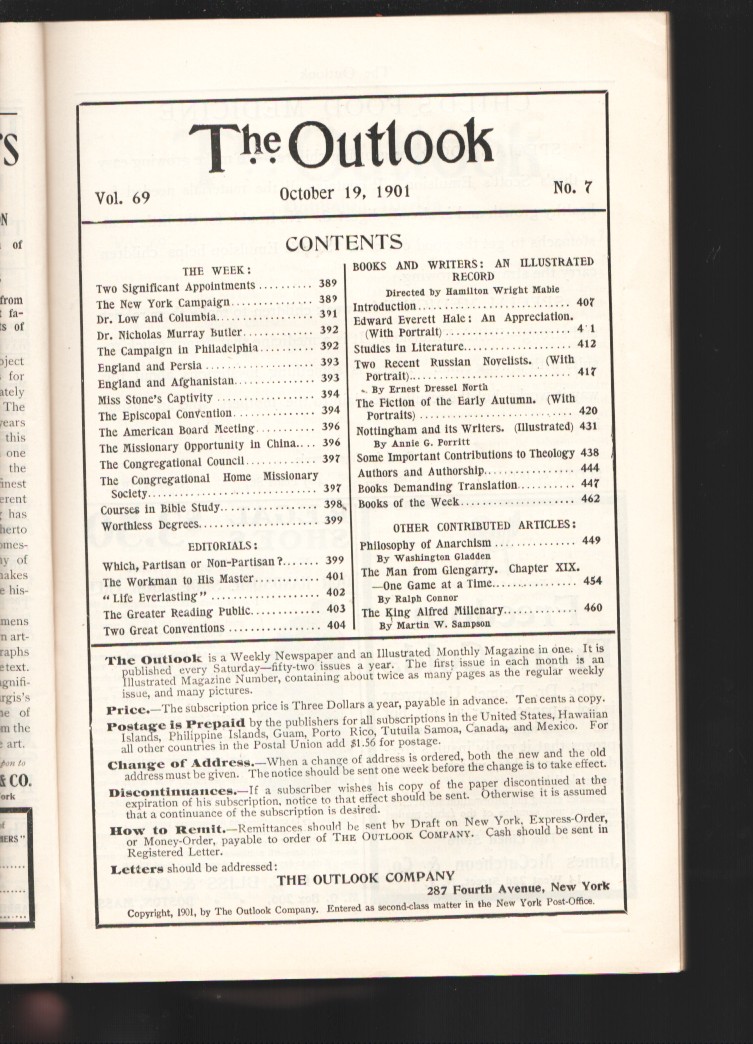 The Outlook
Vol. 69
October 19, 1901
No. 7
CONTENTS
THE WEEK:
Two Significant Appointments .......... 389
The New York Campaign............... 389
Dr. Low and Columbia................. 391
Dr. Nicholas Murray Butler............ 392
The Campaign in Philadelphia.......... 392
England and Persia .................... 393
England and Afghanistan.............. 393
Miss Stone's Captivity ................. 394
The Episcopal Convention.............. 394
The American Board Meeting........... 396
The Missionary Opportunity in China.... 396
The Congregational Council............ 397
The Congregational Home Missionary
Society............................ 397
Courses in Bible Study................. 398
Worthless Degrees..................... 399
EDITORIALS:
Which, Partisan or Non-Partisan?....... 399
The Workman to His Master........... 401
"Life Everlasting" .................... 402
The Greater Reading Public............ 403
Two Great Conventions ............... 404
BOOKS AND WRITERS: AN ILLUSTRATED
RECORD
Directed by Hamilton Wright Mabie
Introduction........................... 407
Edward Everett Hale: An Appreciation.
(With Portrait) ...................... 4 1
Studies in Literature................... 412
Two Recent Russian Novelists. (With
Portrait)............................. 417
By Ernest Dressel North
The Fiction of the Early Autumn. (With
Portraits) .......................... 420
Nottingham and its Writers. (Illustrated) 431
By Annie G. Porritt
Some Important Contributions to Theology 438
Authors and Authorship................ 444
Books Demanding Translation.......... 447
Books of the Week.................... 462
OTHER CONTRIBUTED ARTICLES:
Philosophy of Anarchism .............. 449
By Washington Gladden
The Man from Glengarry. Chapter XIX.
—One Game at a Time................ 454
By Ralph Connor
The King Alfred Millenary............. 460
By Martin W. Sampson
The Outlook is a Weekly Newspaper and an Illustrated Monthly Magazine in one. It is
published every Saturday—fifty-two issues a year. The first issue in each month is an
Illustrated Magazine Number, containing about twice as many pages as the regular weekly
issue, and many pictures.
Price.—The subscription price is Three Dollars a year, payable in advance. Ten cents a copy.
Postage is Prepaid by the publishers for all subscriptions in the United States, Hawaiian
Islands, Philippine Islands, Guam, Porto Rico, Tutuila Samoa, Canada, and Mexico. For
all other countries in the Postal Union add $1.56 for postage.
Change of Address.—When a change of address is ordered, both the new and the old
address must be given. The notice should be sent one week before the change is to take effect.
Discontinuances.—If a subscriber wishes his copy of the paper discontinued at the
expiration of his subscription, notice to that effect should be sent. Otherwise it is assumed
that a continuance of the subscription is desired.
How to Remit.—Remittances should be sent by Draft on New York, Express-Order,
or Money-Order, payable to order of THE OUTLOOK COMPANY. Cash should be sent in
Registered Letter.
Letters should be addressed:
THE OUTLOOK COMPANY
287 Fourth Avenue, New York
Copyright, 1901, by The Outlook Company. Entered as second-class matter in the New York Post-Office.